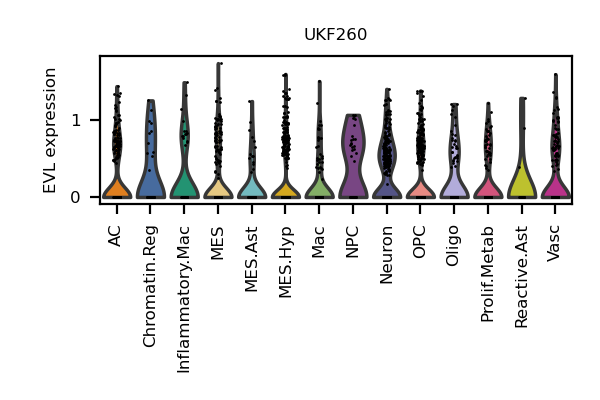 UKF260
EVL expression
1
0
AC
Chromatin.Reg
Inflammatory.Mac
MES
MES.Ast
MES.Hyp
Mac
NPC
Neuron
OPC
Oligo
Prolif.Metab
Reactive.Ast
Vasc